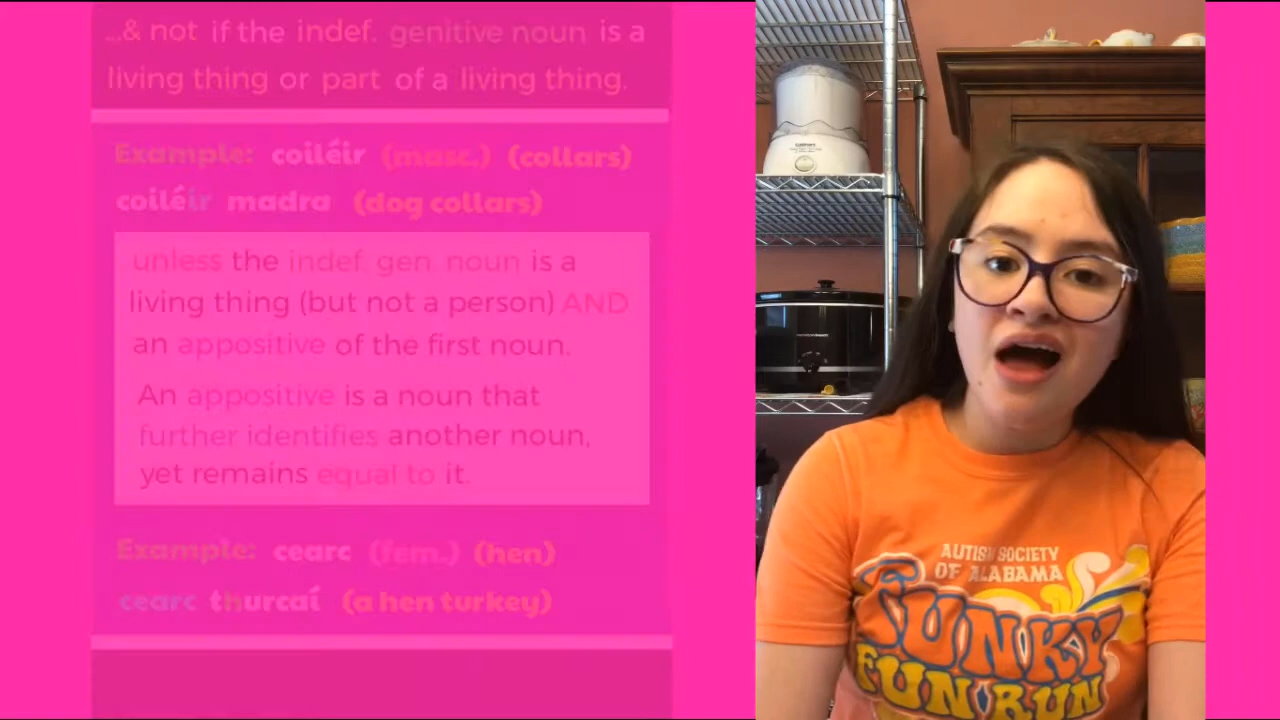 ...& not if the indef. genitive noun is a
living thing or part of a living thing.
Example: coiléir (masc.) (collars)
coiléir madra (dog collars)
unless the indef. gen. noun is a
living thing (but not a person) AND
an appositive of the first noun.
An appositive is a noun that
further identifies another noun,
yet remains equal to it.
Example: cearc (fem.) (hen)
cearc thurcaí (a hen turkey)
AUTISM SOCIETY
OF ALABAMA
FUNKY
FUN RUN